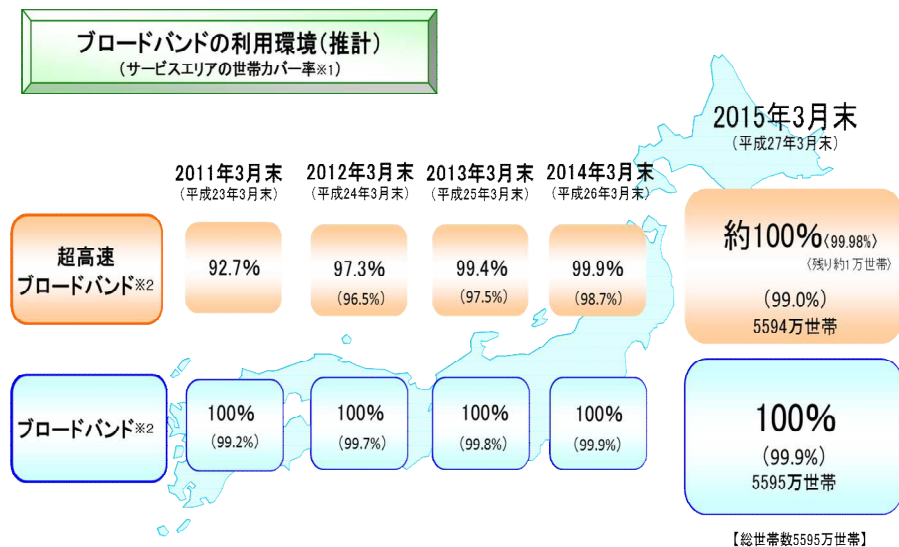 ブロードバンドの利用環境（推計）
（サービスエリアの世帯カバー率※1）
2011年3月末
（平成23年3月末）
2012年3月末
（平成24年3月末）
2013年3月末
（平成25年3月末）
2014年3月末
（平成26年3月末）
2015年3月末
（平成27年3月末）
超高速
ブロードバンド※2
92.7%
97.3%
（96.5%）
99.4%
（97.5%）
99.9%
（98.7%）
約100%〈99.98%〉
〈残り約1万世帯〉
（99.0%）
5594万世帯
ブロードバンド※2
100%
（99.2%）
100%
（99.7%）
100%
（99.8%）
100%
（99.9%）
100%
（99.9%）
5595万世帯
【総世帯数5595万世帯】